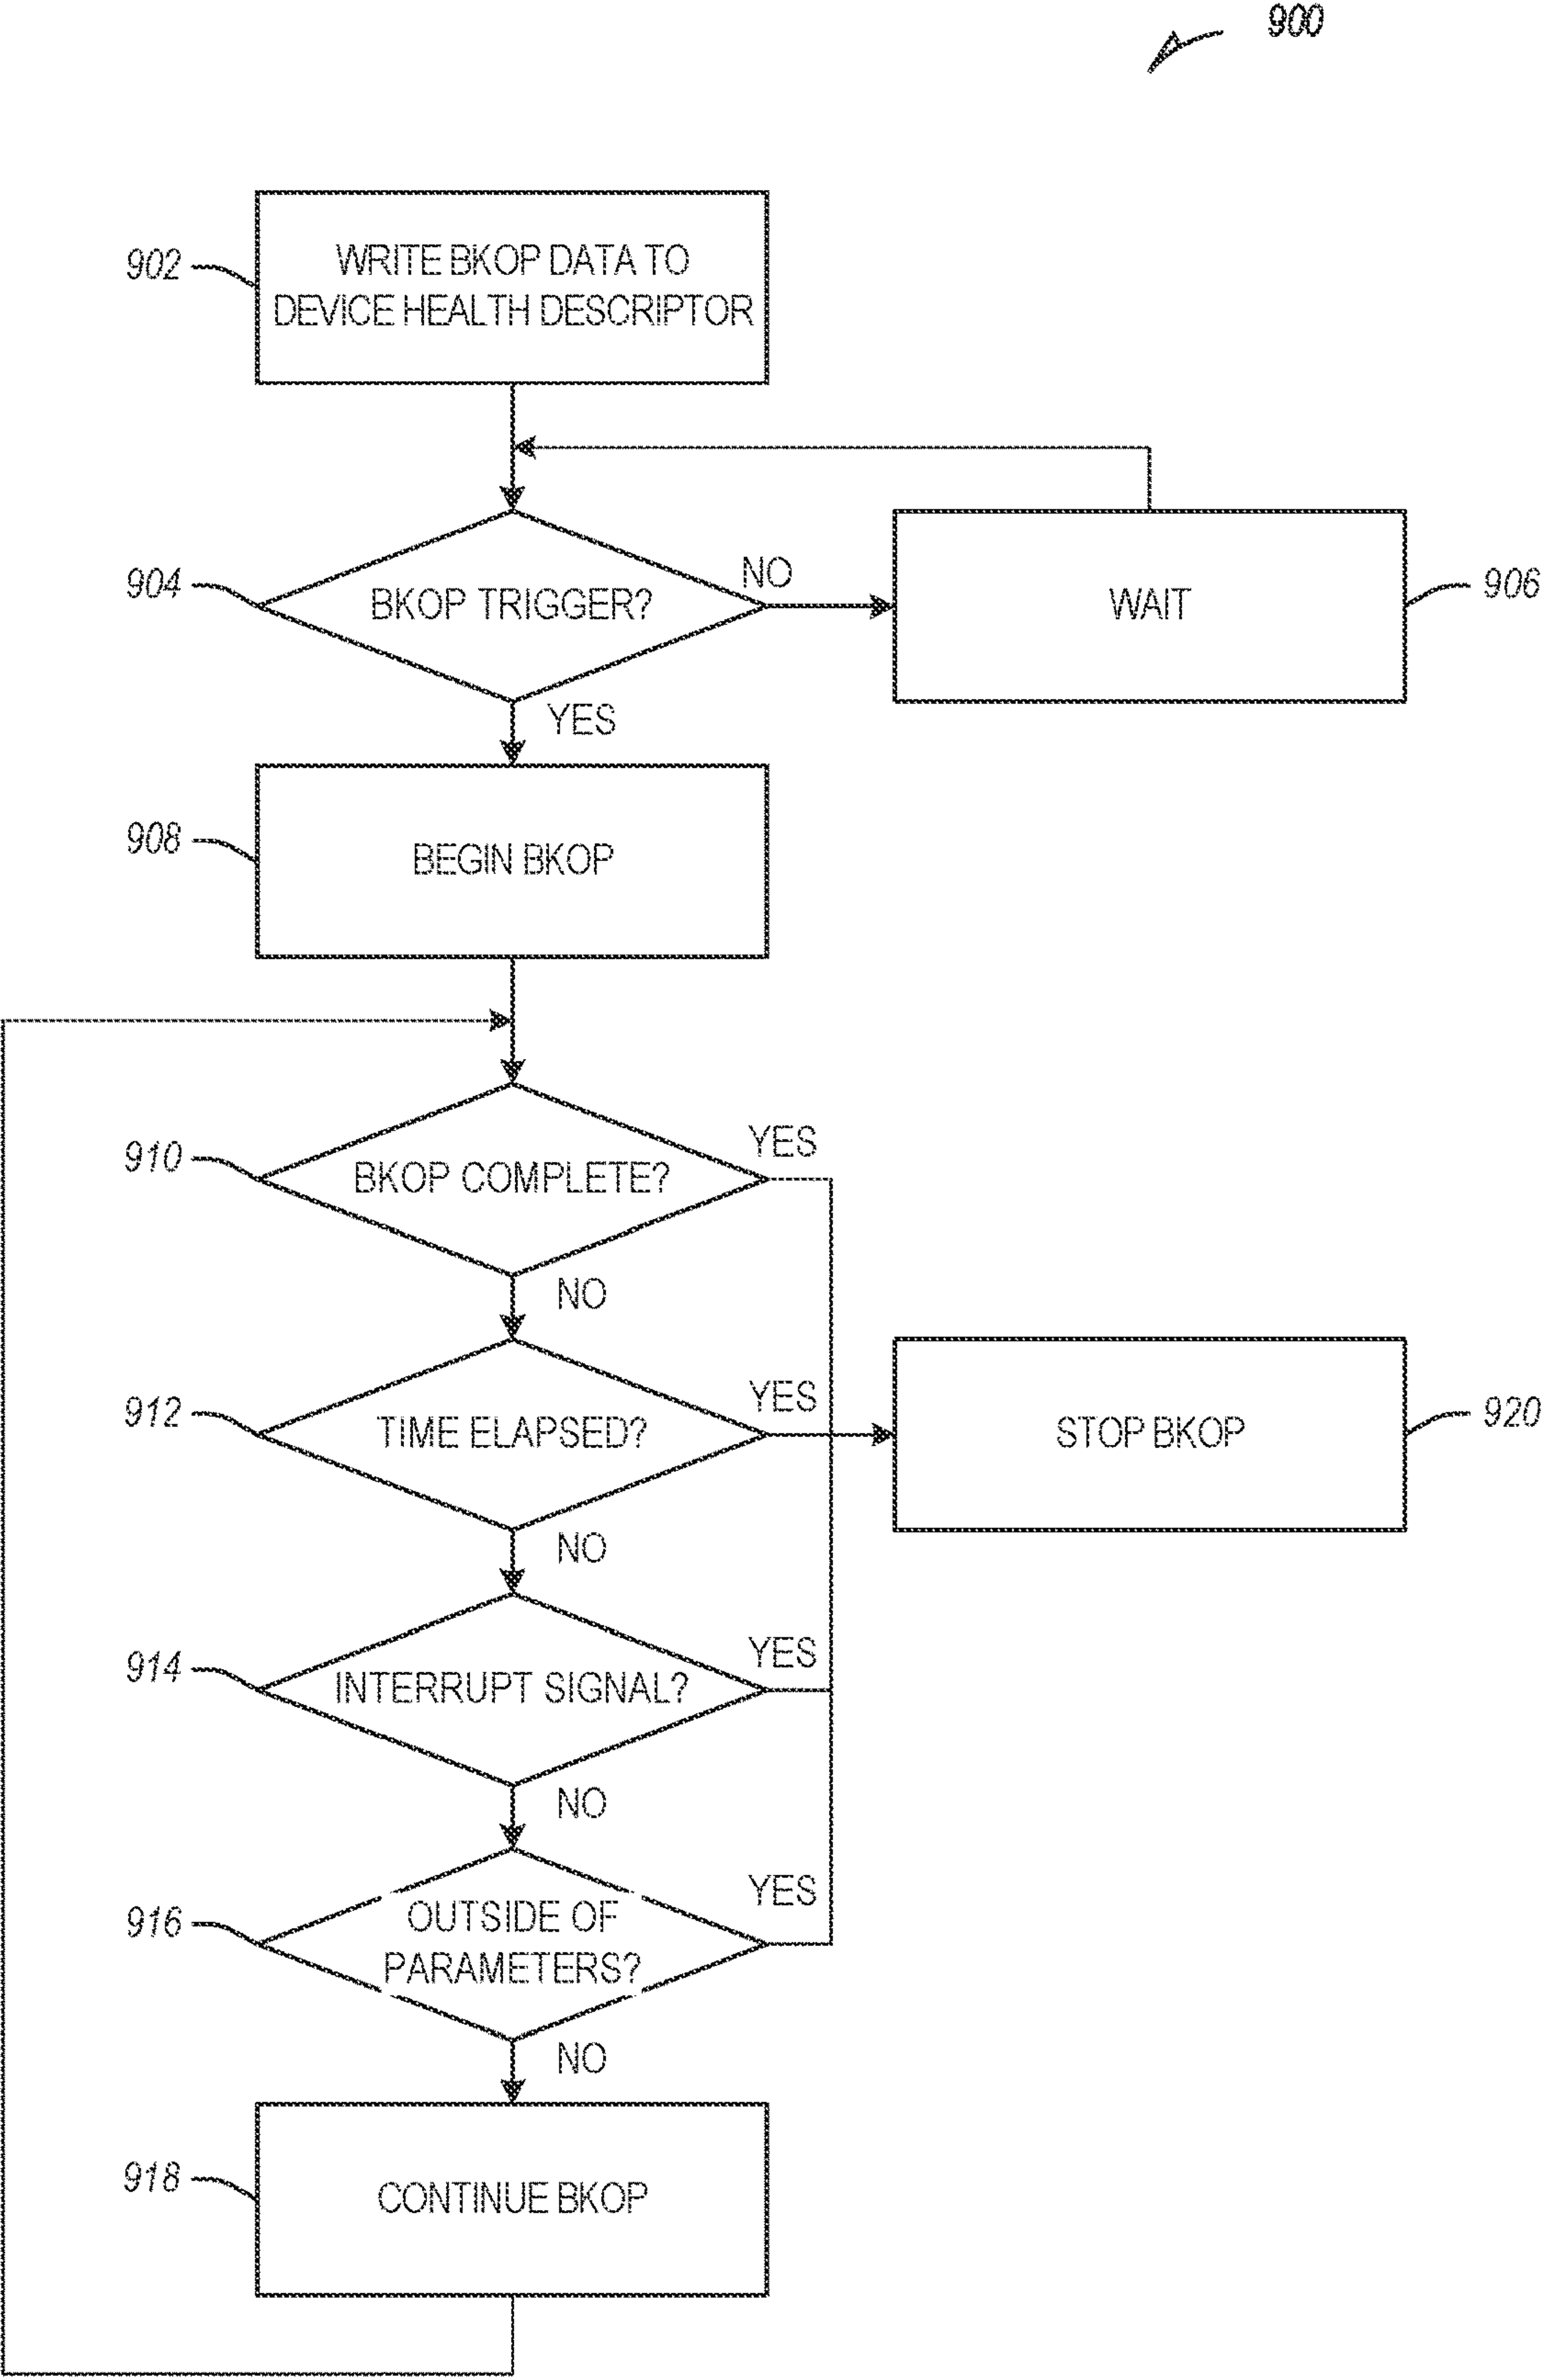 900
902
WRITE BKOP DATA TO
DEVICE HEALTH DESCRIPTOR
904
BKOP TRIGGER?
NO
WAIT
906
YES
908
BEGIN BKOP
910
BKOP COMPLETE?
YES
NO
912
TIME ELAPSED?
YES
STOP BKOP
920
NO
914
INTERRUPT SIGNAL?
YES
NO
916
OUTSIDE OF
PARAMETERS?
YES
NO
918
CONTINUE BKOP